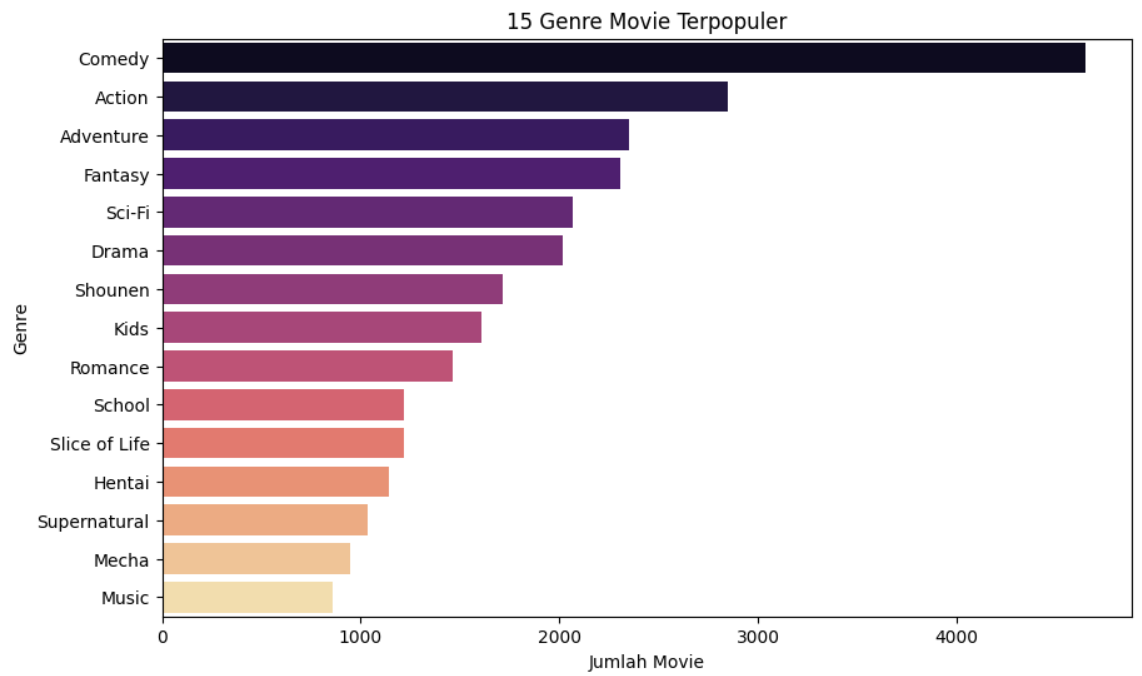 15 Genre Movie Terpopuler
Genre
Comedy
Action
Adventure
Fantasy
Sci-Fi
Drama
Shounen
Kids
Romance
School
Slice of Life
Hentai
Supernatural
Mecha
Music
0 1000 2000 3000 4000
Jumlah Movie